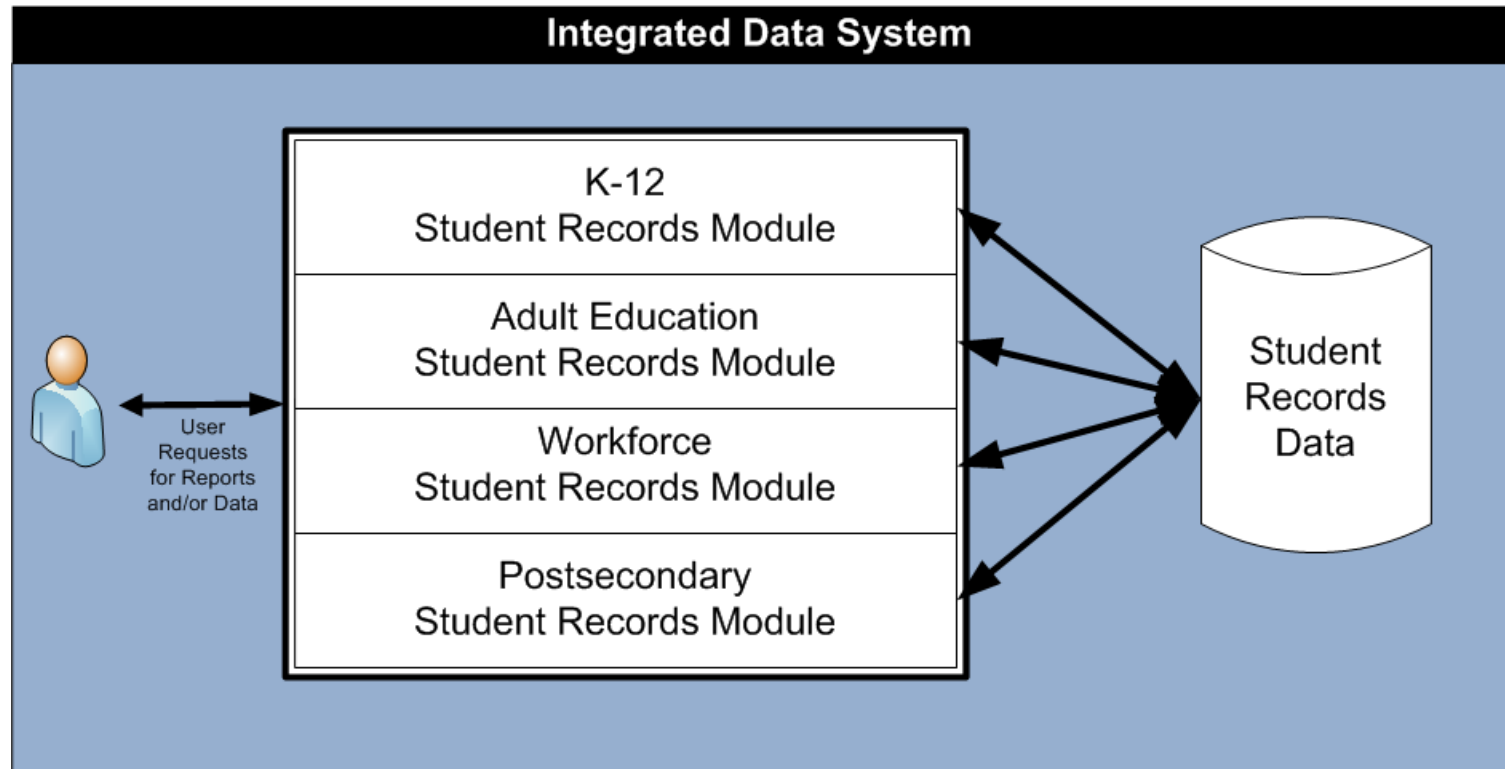 Integrated Data System
K-12
Student Records Module
Adult Education
Student Records Module
Workforce
Student Records Module
Postsecondary
Student Records Module
User
Requests
for Reports
and/or Data
Student
Records
Data